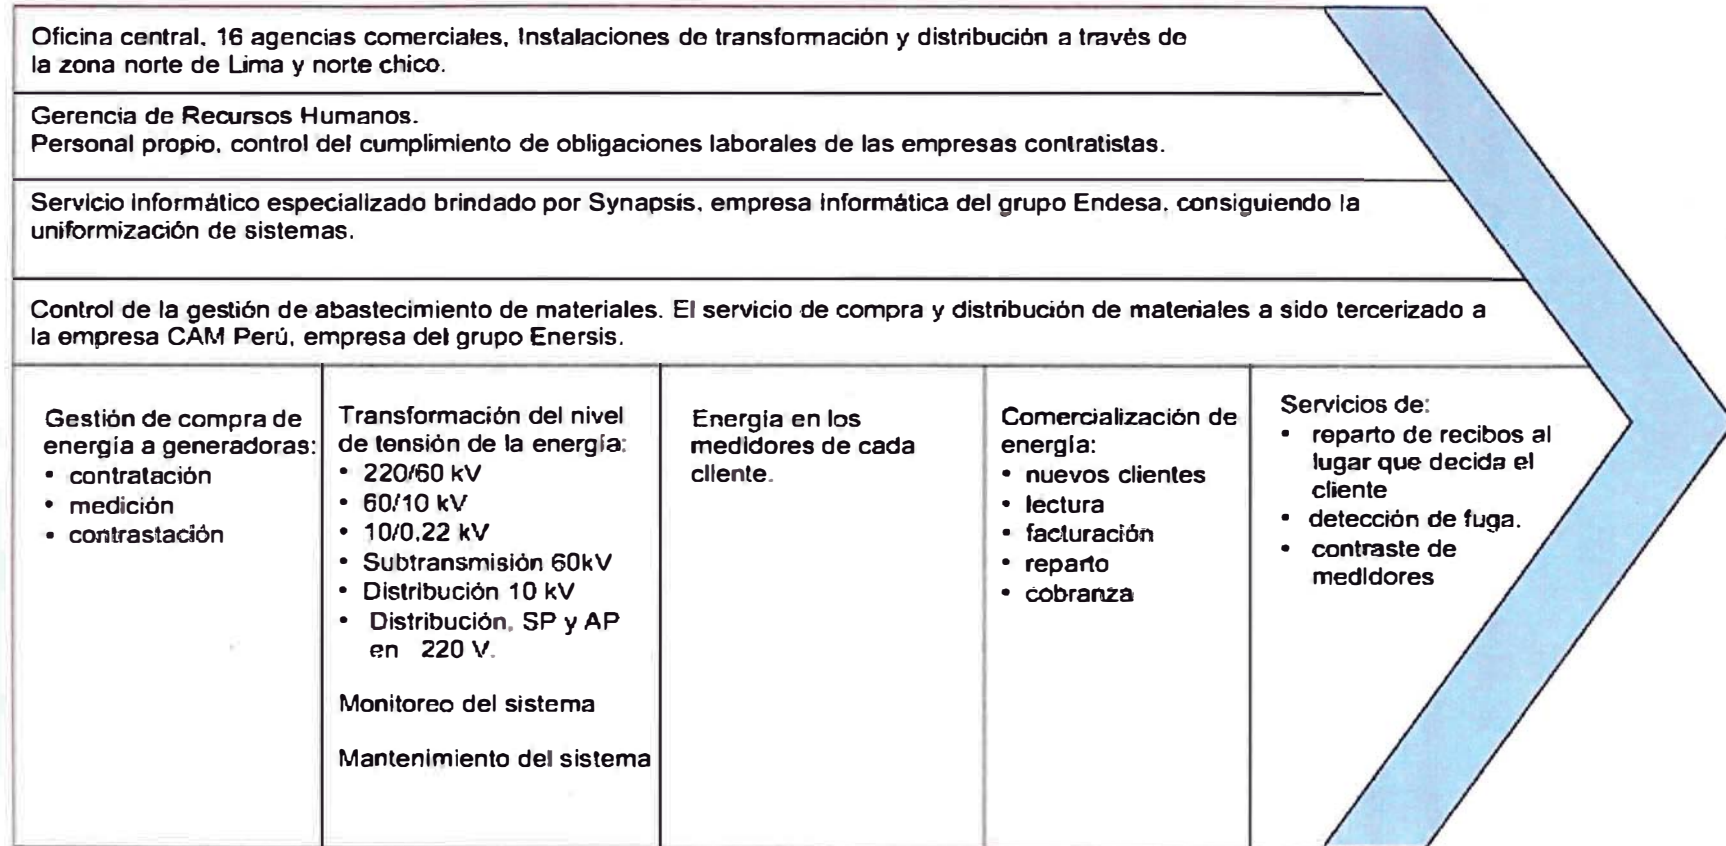 Oficina central, 16 agencias comerciales, Instalaciones de transformación y distribución a través de
la zona norte de Lima y norte chico.
Gerencia de Recursos Humanos.
Personal propio, control del cumplimiento de obligaciones laborales de las empresas contratistas.
Servicio informático especializado brindado por Synapsis, empresa informática del grupo Endesa, consiguiendo la
uniformización de sistemas.
Control de la gestión de abastecimiento de materiales. El servicio de compra y distribución de materiales a sido tercerizado a
la empresa CAM Perú, empresa del grupo Enersis.
Gestión de compra de
energía a generadoras:
• contratación
• medición
• contrastación
Transformación del nivel
de tensión de la energía:
• 220/60 kV
• 60/10 kV
• 10/0,22 kV
• Subtransmisión 60kV
• Distribución 10 kV
• Distribución, SP y AP
en 220 V.
Monitoreo del sistema
Mantenimiento del sistema
Energía en los
medidores de cada
cliente.
Comercialización de
energía:
• nuevos clientes
• lectura
• facturación
• reparto
• cobranza
Servicios de:
• reparto de recibos al
lugar que decida el
cliente
• detección de fuga.
• contraste de
medidores